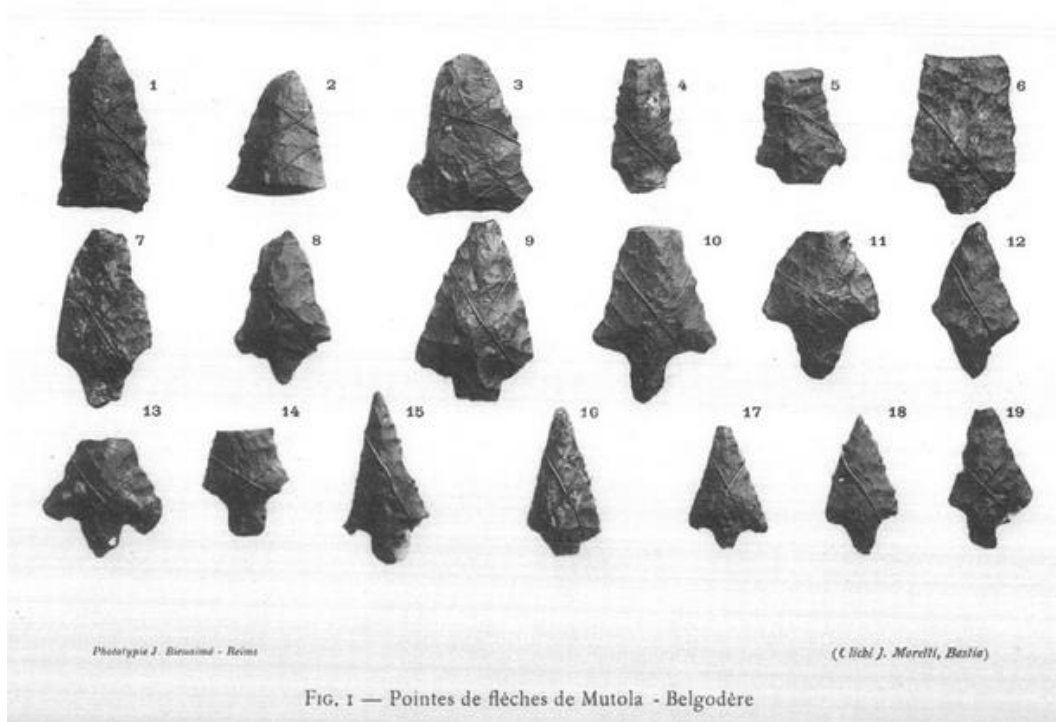 1 2 3 4 5 6
7 8 9 10 11 12
13 14 15 16 17 18 19
Phototypie J. Bienaimé - Reims
(Cliché J. Morelli, Bastia)
FIG. 1 — Pointes de flèches de Mutola - Belgodère